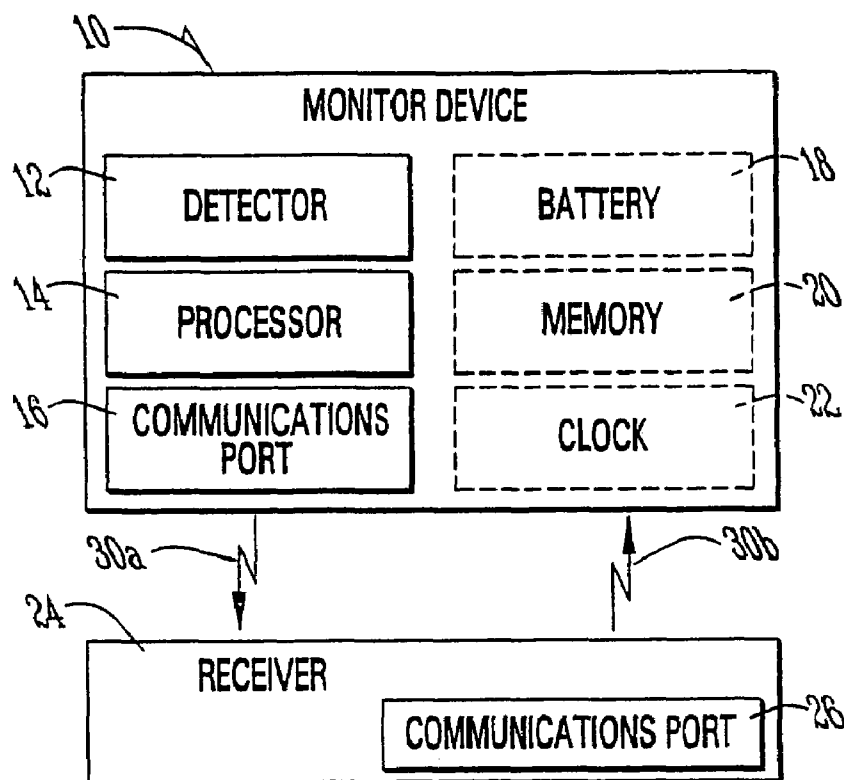 10
MONITOR DEVICE
12
DETECTOR
BATTERY
18
14
PROCESSOR
MEMORY
20
16
COMMUNICATIONS
PORT
CLOCK
22
30a
30b
24
RECEIVER
COMMUNICATIONS PORT
26